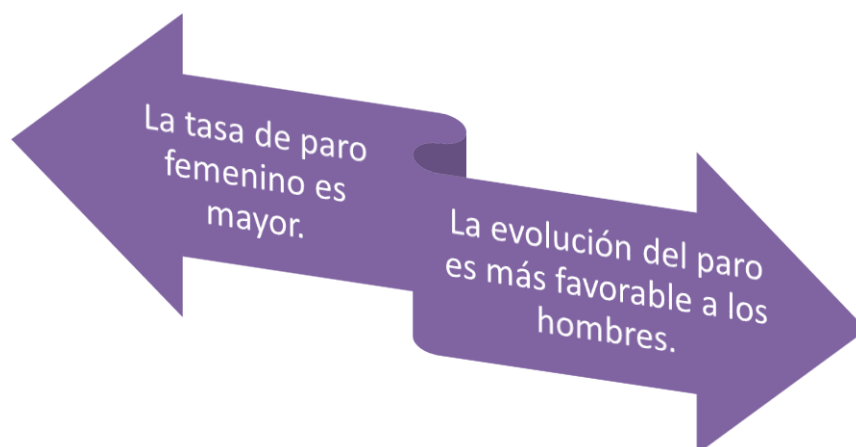 La tasa de paro
femenino es
mayor.
La evolución del paro
es más favorable a los
hombres.